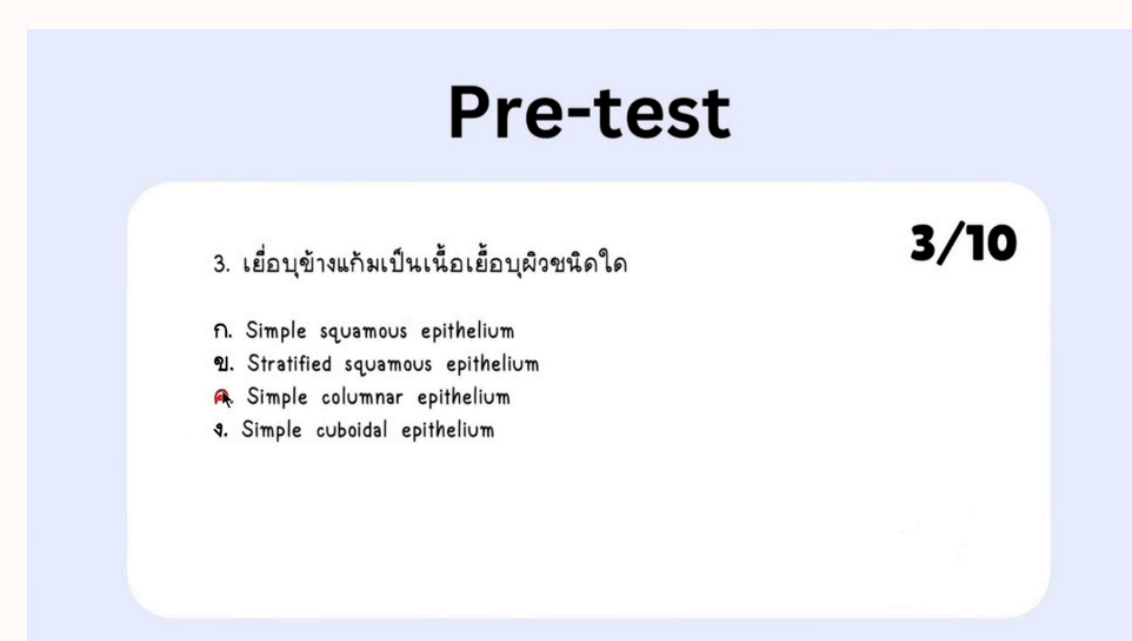 Pre-test
3/10
3. เยื่อบุข้างแก้มเป็นเนื้อเยื้อบุผิวชนิดใด
ก. Simple squamous epithelium
ข. Stratified squamous epithelium
Simple columnar epithelium
ง. Simple cuboidal epithelium